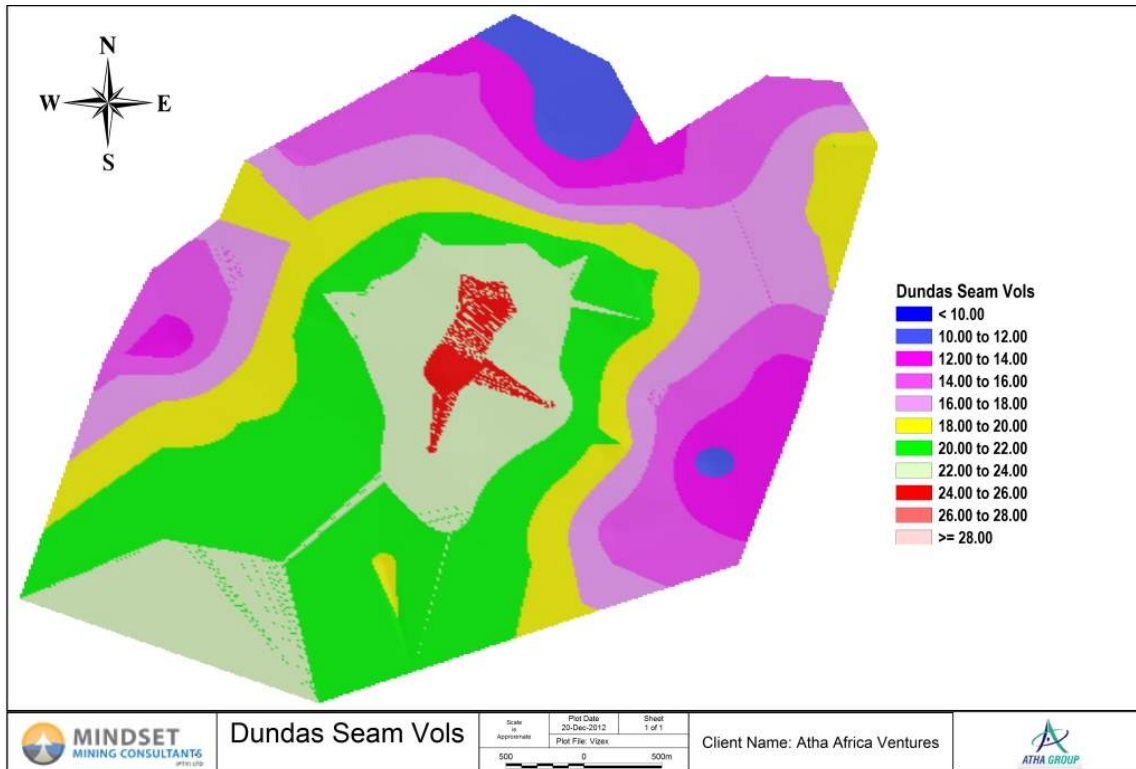 N
W E
S
Dundas Seam Vols
< 10.00
10.00 to 12.00
12.00 to 14.00
14.00 to 16.00
16.00 to 18.00
18.00 to 20.00
20.00 to 22.00
22.00 to 24.00
24.00 to 26.00
26.00 to 28.00
>= 28.00
MINDSET
MINING CONSULTANTS
(PTY) LTD
Dundas Seam Vols
Scale
is
Approximate
Plot Date
20-Dec-2012
Sheet
1 of 1
Plot File: Vizex
500 0 500m
Client Name: Atha Africa Ventures
ATHA GROUP